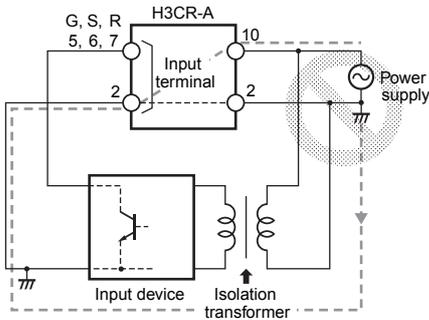 H3CR-A
G, S, R
5, 6, 7
10
Input
terminal
2
2
Power
supply
Input device
Isolation
transformer